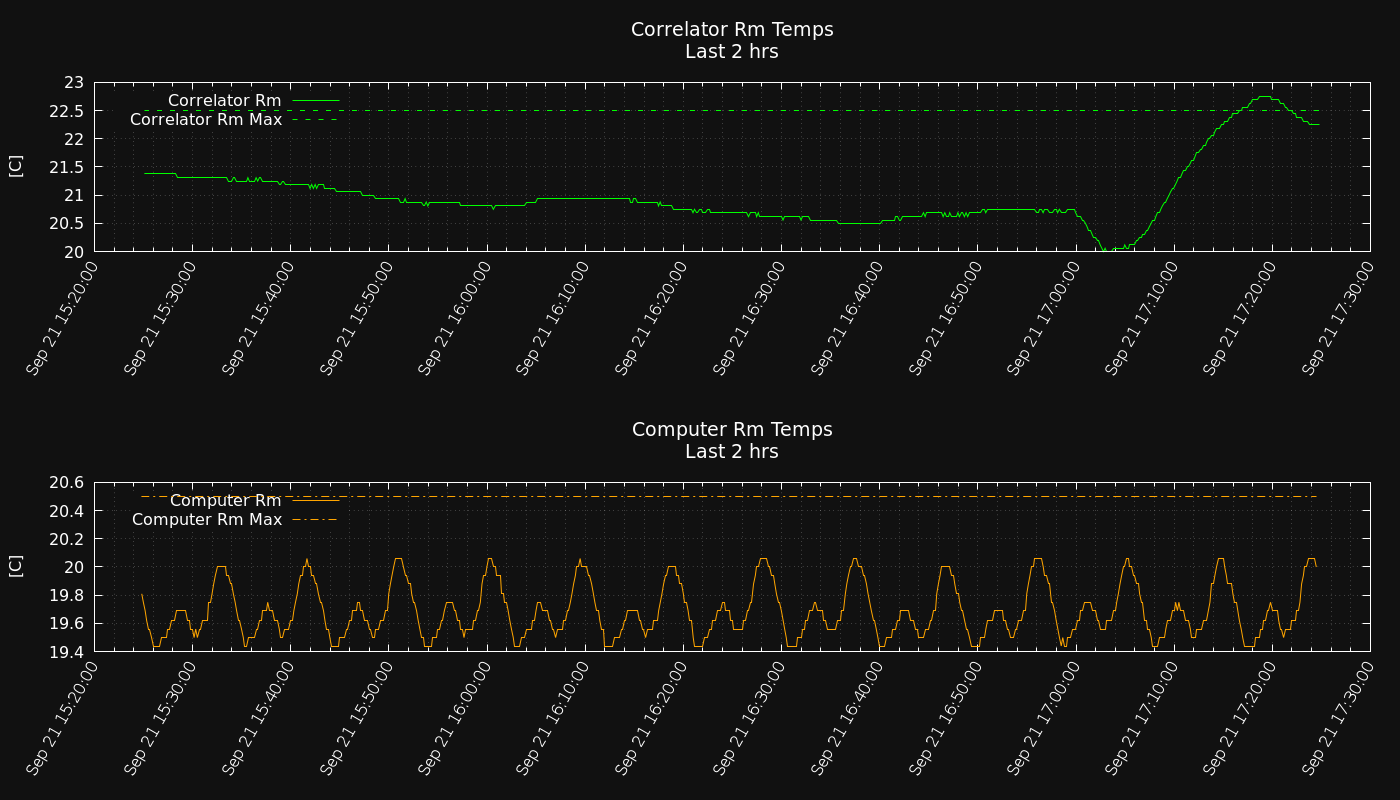 Correlator Rm Temps
Last 2 hrs
23
22.5
22
21.5
21
20.5
20
[C]
Correlator Rm
Correlator Rm Max
Sep 21 15:20:00
Sep 21 15:30:00
Sep 21 15:40:00
Sep 21 15:50:00
Sep 21 16:00:00
Sep 21 16:10:00
Sep 21 16:20:00
Sep 21 16:30:00
Sep 21 16:40:00
Sep 21 16:50:00
Sep 21 17:00:00
Sep 21 17:10:00
Sep 21 17:20:00
Sep 21 17:30:00
Computer Rm Temps
Last 2 hrs
20.6
20.4
20.2
20
19.8
19.6
19.4
[C]
Computer Rm
Computer Rm Max
Sep 21 15:20:00
Sep 21 15:30:00
Sep 21 15:40:00
Sep 21 15:50:00
Sep 21 16:00:00
Sep 21 16:10:00
Sep 21 16:20:00
Sep 21 16:30:00
Sep 21 16:40:00
Sep 21 16:50:00
Sep 21 17:00:00
Sep 21 17:10:00
Sep 21 17:20:00
Sep 21 17:30:00